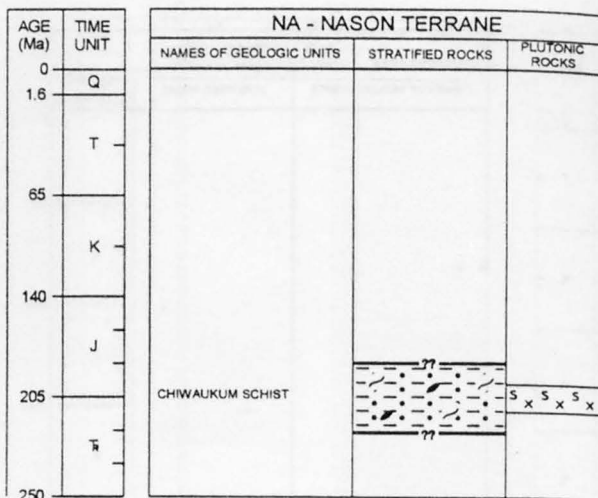 AGE (Ma)
TIME UNIT
NA - NASON TERRANE
NAMES OF GEOLOGIC UNITS
STRATIFIED ROCKS
PLUTONIC ROCKS
0
Q
1.6
T
65
K
140
J
??
CHIWAUKUM SCHIST
205
S S S
x x x
??
250